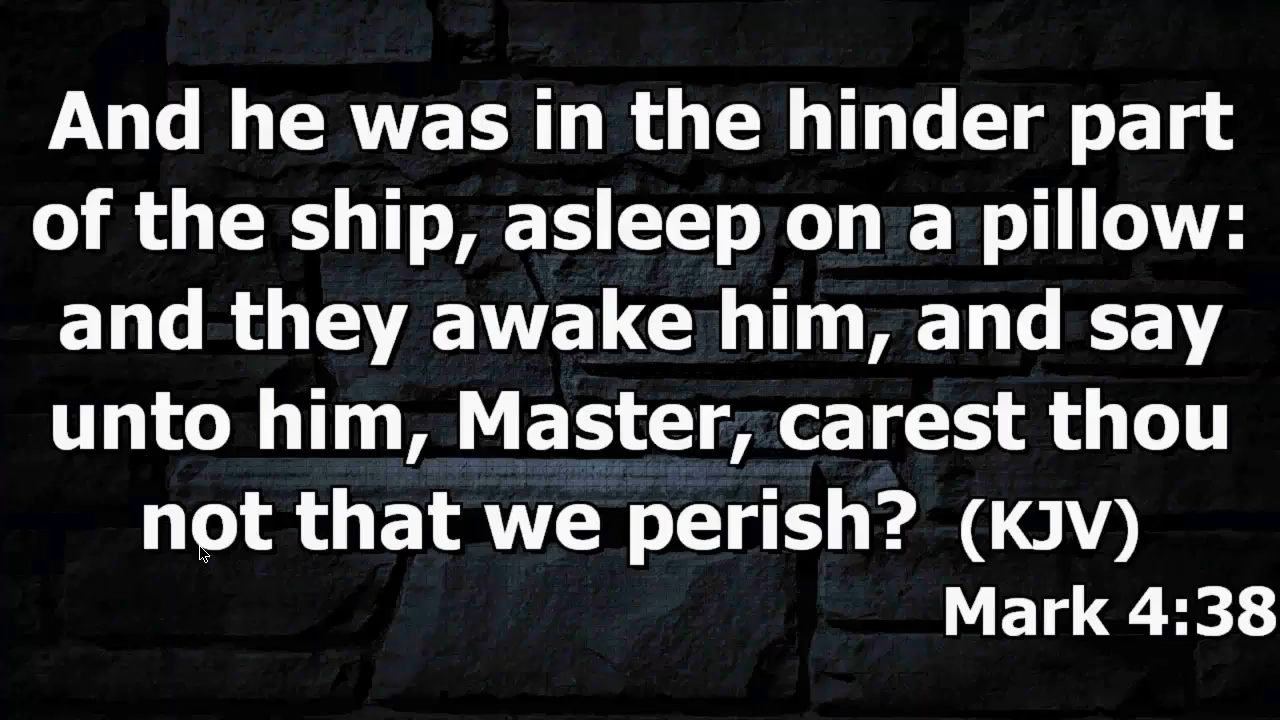 And he was in the hinder part
of the ship, asleep on a pillow:
and they awake him, and say
unto him, Master, carest thou
not that we perish? (KJV)
Mark 4:38